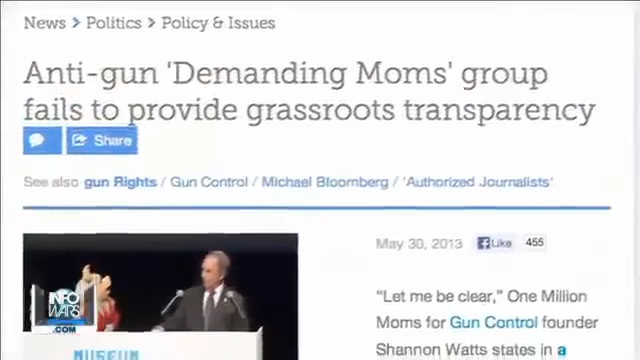 News > Politics > Policy & Issues
Anti-gun 'Demanding Moms' group
fails to provide grassroots transparency
Share
See also gun Rights / Gun Control / Michael Bloomberg / 'Authorized Journalists'
May 30, 2013 Like 455
"Let me be clear," One Million
Moms for Gun Control founder
Shannon Watts states in a
MUSEUM
INFO
WARS
.COM